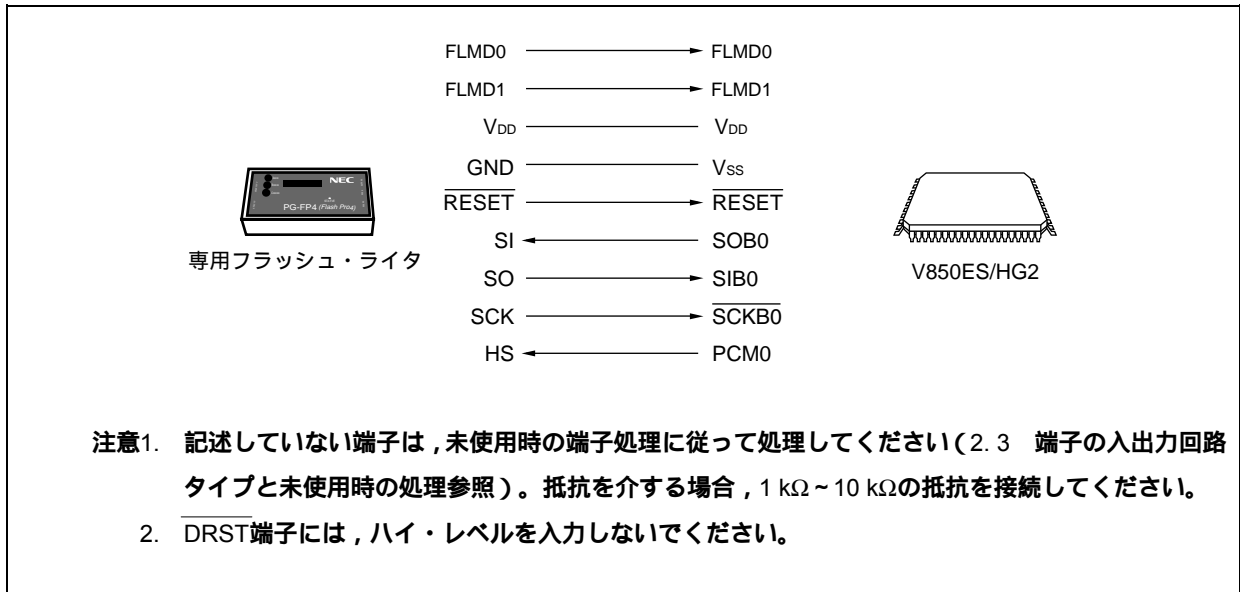 FLMD0 FLMD0
FLMD1 FLMD1
VDD VDD
GND VSS
RESET RESET
SI SOB0
SO SIB0
SCK SCKB0
HS PCM0
NEC
PG-FP4 (Flash Pro4)
専用フラッシュ・ライタ
V850ES/HG2
注意1. 記述していない端子は,未使用時の端子処理に従って処理してください(2. 3 端子の入出力回路
タイプと未使用時の処理参照)。抵抗を介する場合,1 kΩ~10 kΩの抵抗を接続してください。
2. DRST端子には,ハイ・レベルを入力しないでください。